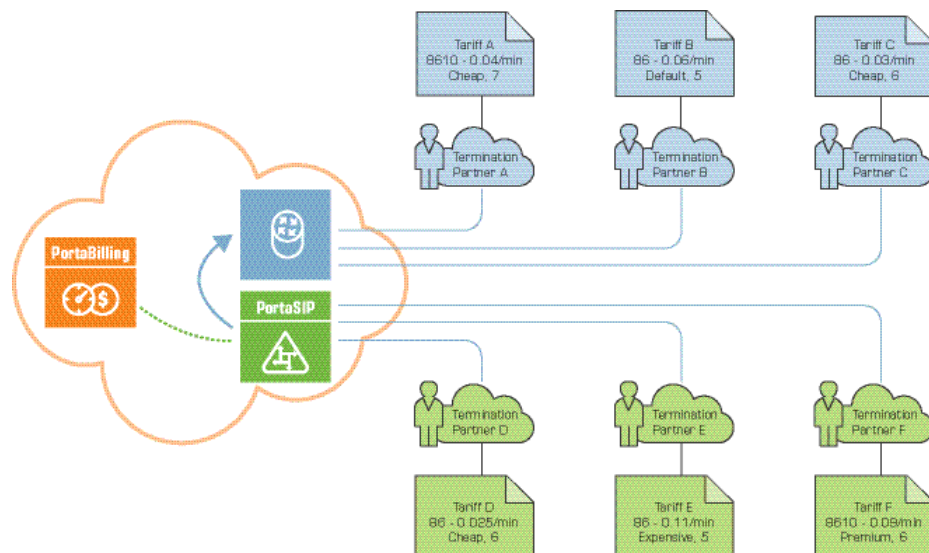 Tariff A
8610 - 0.04/min
Cheap, 7
Tariff B
86 - 0.06/min
Default, 5
Tariff C
86 - 0.03/min
Cheap, 6
Termination
Partner A
Termination
Partner B
Termination
Partner C
PortaBilling
$
PortaSIP
Termination
Partner D
Termination
Partner E
Termination
Partner F
Tariff D
86 - 0.025/min
Cheap, 6
Tariff E
86 - 0.11/min
Expensive, 5
Tariff F
8610 - 0.09/min
Premium, 6